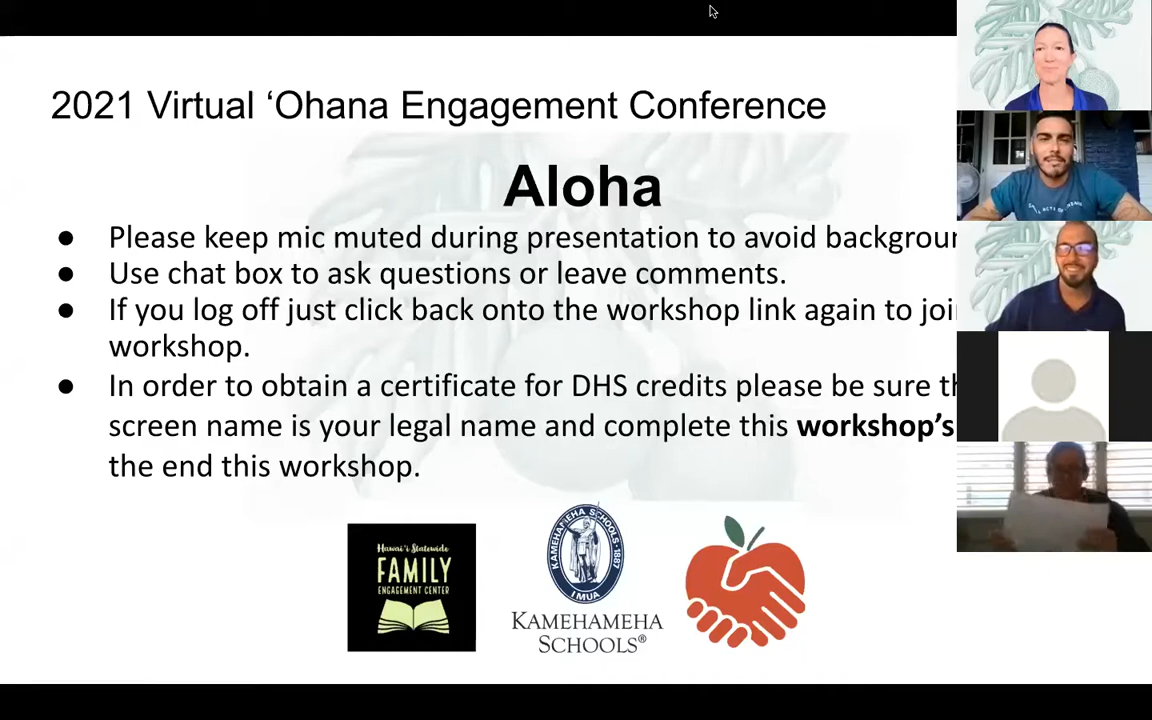 2021 Virtual ‘Ohana Engagement Conference
Aloha
● Please keep mic muted during presentation to avoid
● Use chat box to ask questions or leave comments.
● If you log off just click back onto the workshop link again to
workshop.
● In order to obtain a certificate for DHS credits please be sure
screen name is your legal name and complete this workshop's
the end this workshop.
Hawai‘i Statewide
FAMILY
ENGAGEMENT CENTER
KAMEHAMEHA SCHOOLS · 1887
IMUA
KAMEHAMEHA
SCHOOLS®